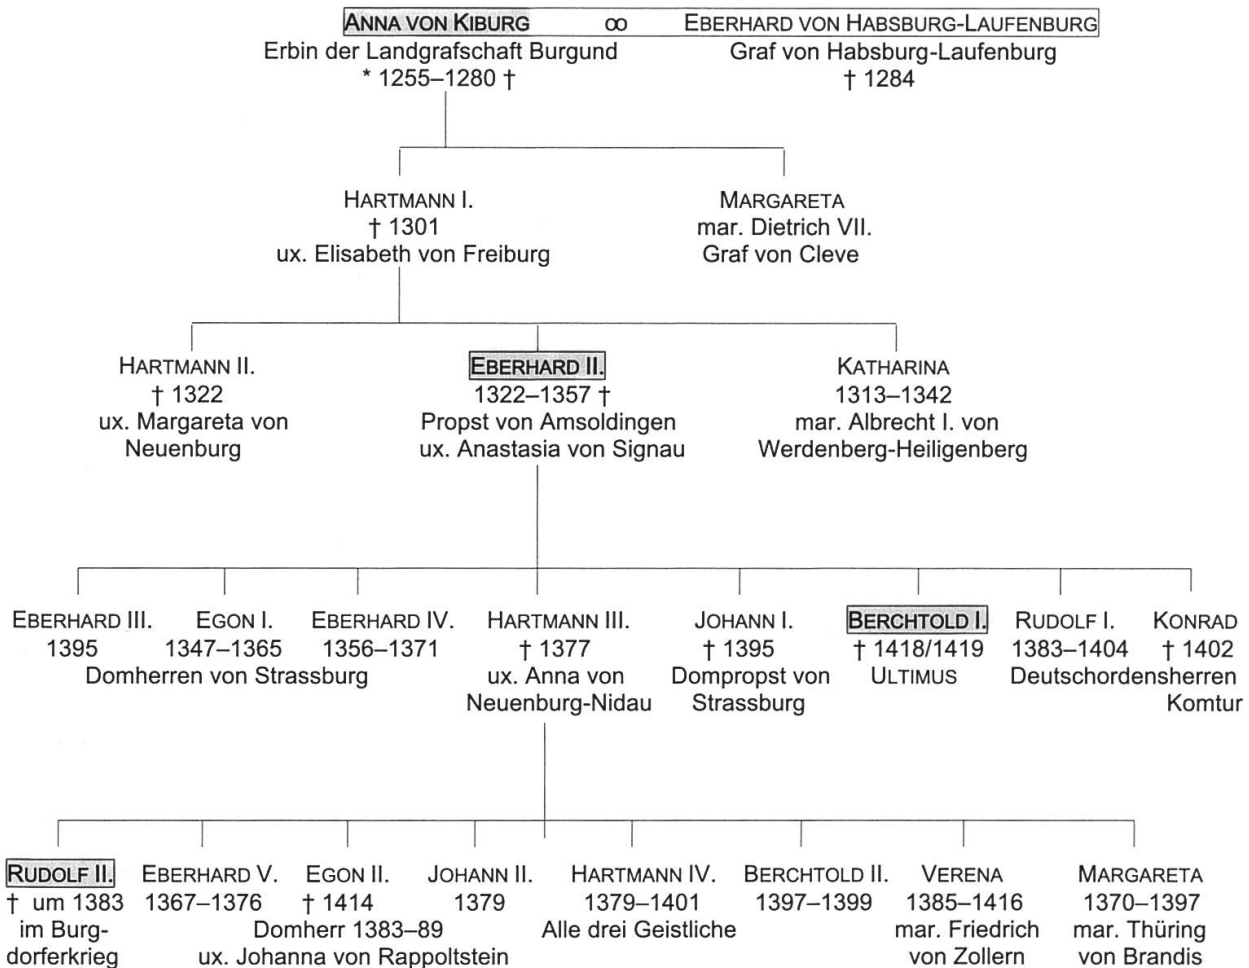 ANNA VON KIBURG ∞ EBERHARD VON HABSBURG-LAUFENBURG
Erbin der Landgrafschaft Burgund Graf von Habsburg-Laufenburg
* 1255–1280 † † 1284
HARTMANN I. MARGARETA
† 1301 mar. Dietrich VII.
ux. Elisabeth von Freiburg Graf von Cleve
HARTMANN II. EBERHARD II. KATHARINA
† 1322 1322–1357 † 1313–1342
ux. Margareta von Propst von Amsoldingen mar. Albrecht I. von
Neuenburg ux. Anastasia von Signau Werdenberg-Heiligenberg
EBERHARD III. EGON I. EBERHARD IV. HARTMANN III. JOHANN I. BERCHTOLD I. RUDOLF I. KONRAD
1395 1347–1365 1356–1371 † 1377 † 1395 † 1418/1419 1383–1404 † 1402
Domherren von Strassburg ux. Anna von Dompropst von ULTIMUS Deutschordensherren
Neuenburg-Nidau Strassburg Komtur
RUDOLF II. EBERHARD V. EGON II. JOHANN II. HARTMANN IV. BERCHTOLD II. VERENA MARGARETA
† um 1383 1367–1376 † 1414 1379 1379–1401 1397–1399 1385–1416 1370–1397
im Burg- Domherr 1383–89 Alle drei Geistliche mar. Friedrich mar. Thüring
dorferkrieg ux. Johanna von Rappoltstein von Zollern von Brandis